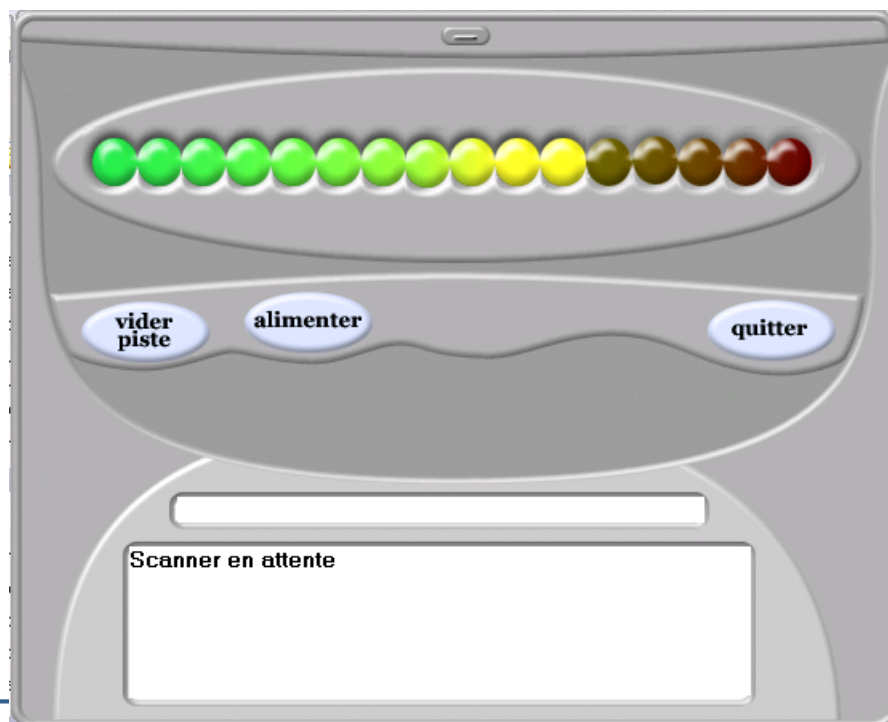 vider
piste
alimenter
quitter
Scanner en attente